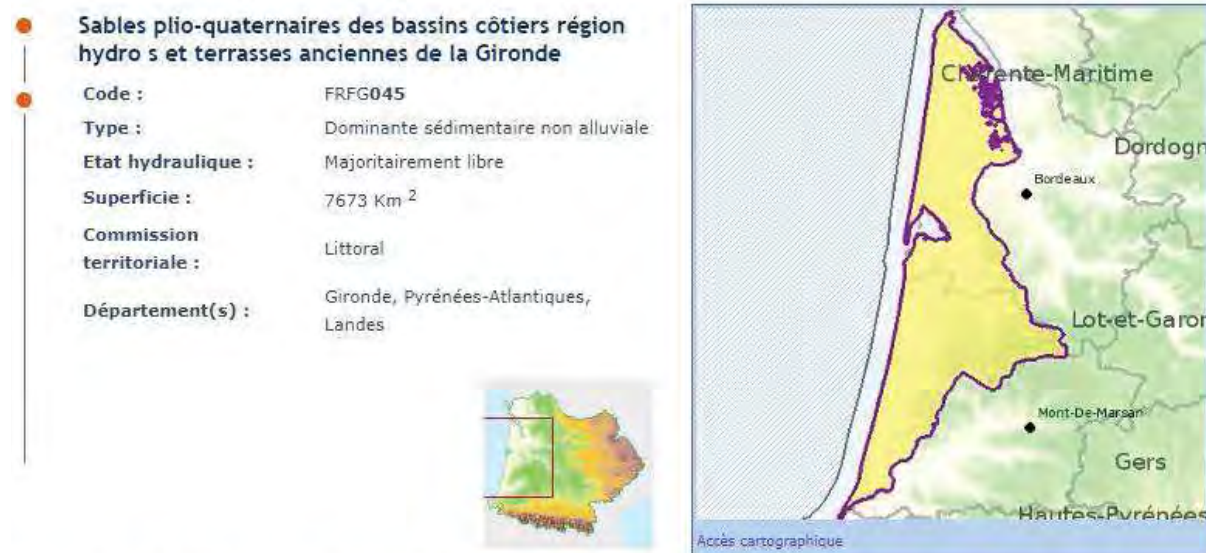 Sables plio-quaternaires des bassins côtiers région
hydro s et terrasses anciennes de la Gironde
Code : FRFG045
Type : Dominante sédimentaire non alluviale
Etat hydraulique : Majoritairement libre
Superficie : 7673 Km 2
Commission
territoriale : Littoral
Département(s) : Gironde, Pyrénées-Atlantiques,
Landes
Charente-Maritime
Dordogn
Bordeaux
Lot-et-Garon
Mont-De-Marsan
Gers
Hautes-Pyrénées
Accès cartographique